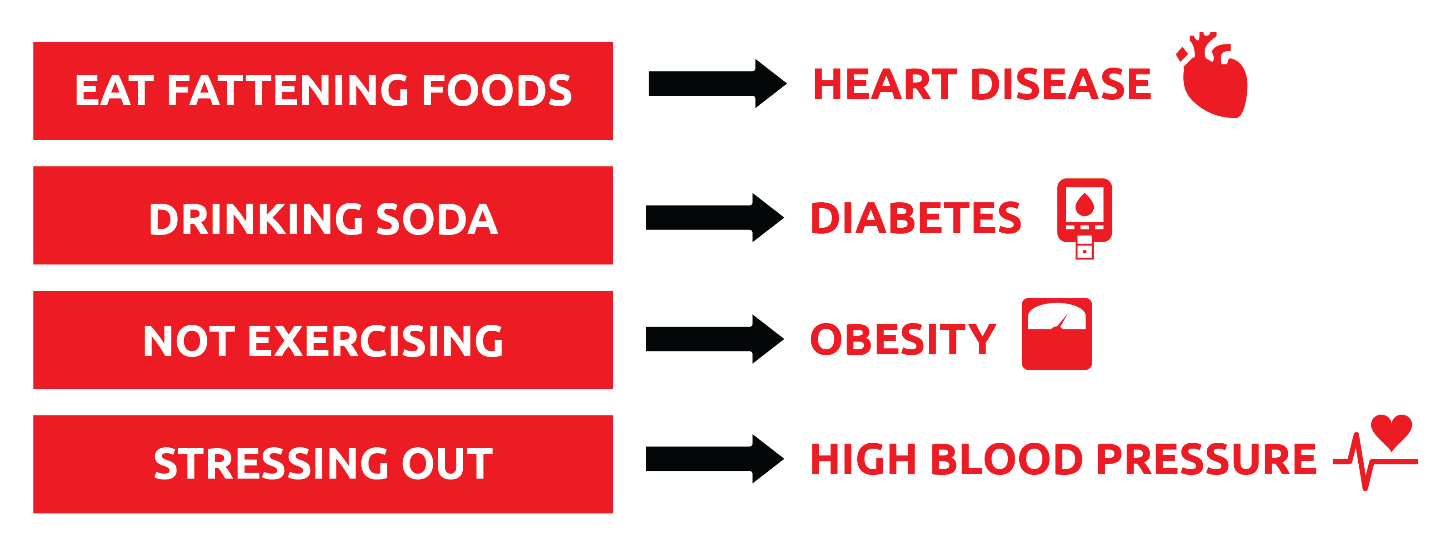 EAT FATTENING FOODS
HEART DISEASE
DRINKING SODA
DIABETES
NOT EXERCISING
OBESITY
STRESSING OUT
HIGH BLOOD PRESSURE